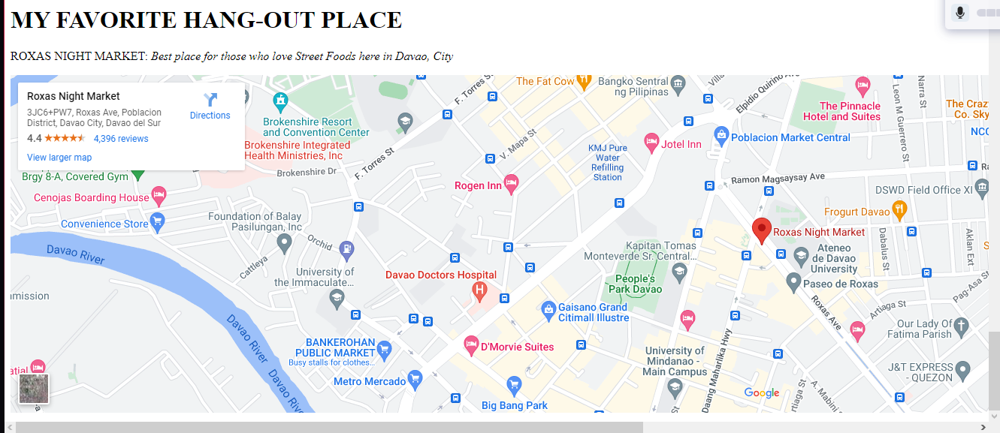 MY FAVORITE HANG-OUT PLACE
ROXAS NIGHT MARKET: Best place for those who love Street Foods here in Davao, City
Roxas Night Market
3JC6+PW7, Roxas Ave, Poblacion
District, Davao City, Davao del Sur
Directions
4.4
4,396 reviews
View larger map
Brokenshire Resort
and Convention Center
Brokenshire Integrated
Health Ministries, Inc
Brokenshire Dr
F. Torres St
F. Torres St
V. Mapa St
The Fat Cow
Bangko Sentral
ng Pilipinas
Elpidio Quirino Ave
The Pinnacle
Hotel and Suites
Narra St
Leon M Guerrero St
The Craz
Co. Sky
NCC
Jotel Inn
Poblacion Market Central
KMJ Pure
Water
Refilling
Station
Rogen Inn
Ramon Magsaysay Ave
DSWD Field Office XI
Brgy 8-A, Covered Gym
Cenojas Boarding House
Convenience Store
Foundation of Balay
Pasilungan, Inc
Frogurt Davao
Roxas Night Market
Davao River
Orchid
Cattleya
University of
the Immaculate...
Davao Doctors Hospital
Kapitan Tomas
Monteverde Sr. Central...
People's
Park Davao
Ateneo
de Davao
University
Paseo de Roxas
Dabalus St
Aklan Ext
Pag-Asa St
Artiaga St
Roxas Ave
mission
Gaisano Grand
Citimall Illustre
Our Lady Of
Fatima Parish
Davao River
BANKEROHAN
PUBLIC MARKET
Busy stalls for clothes...
D'Morvie Suites
University of
Mindanao -
Main Campus
Daang Maharlika Hwy
J&T EXPRESS
- QUEZON
atial
Metro Mercado
Davao Riv
Big Bang Park
Google
rtiaga St
A. Mabini